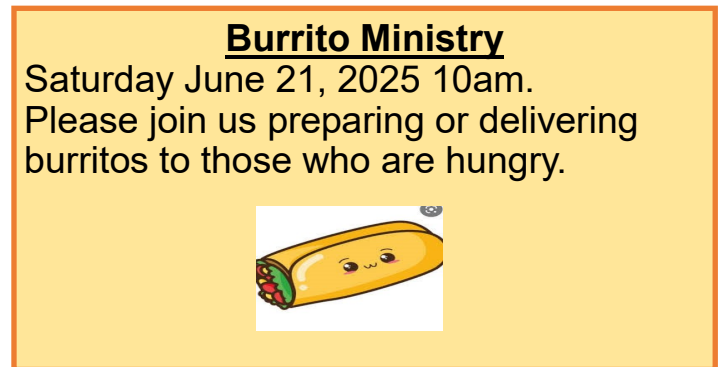 Burrito Ministry
Saturday June 21, 2025 10am.
Please join us preparing or delivering
burritos to those who are hungry.